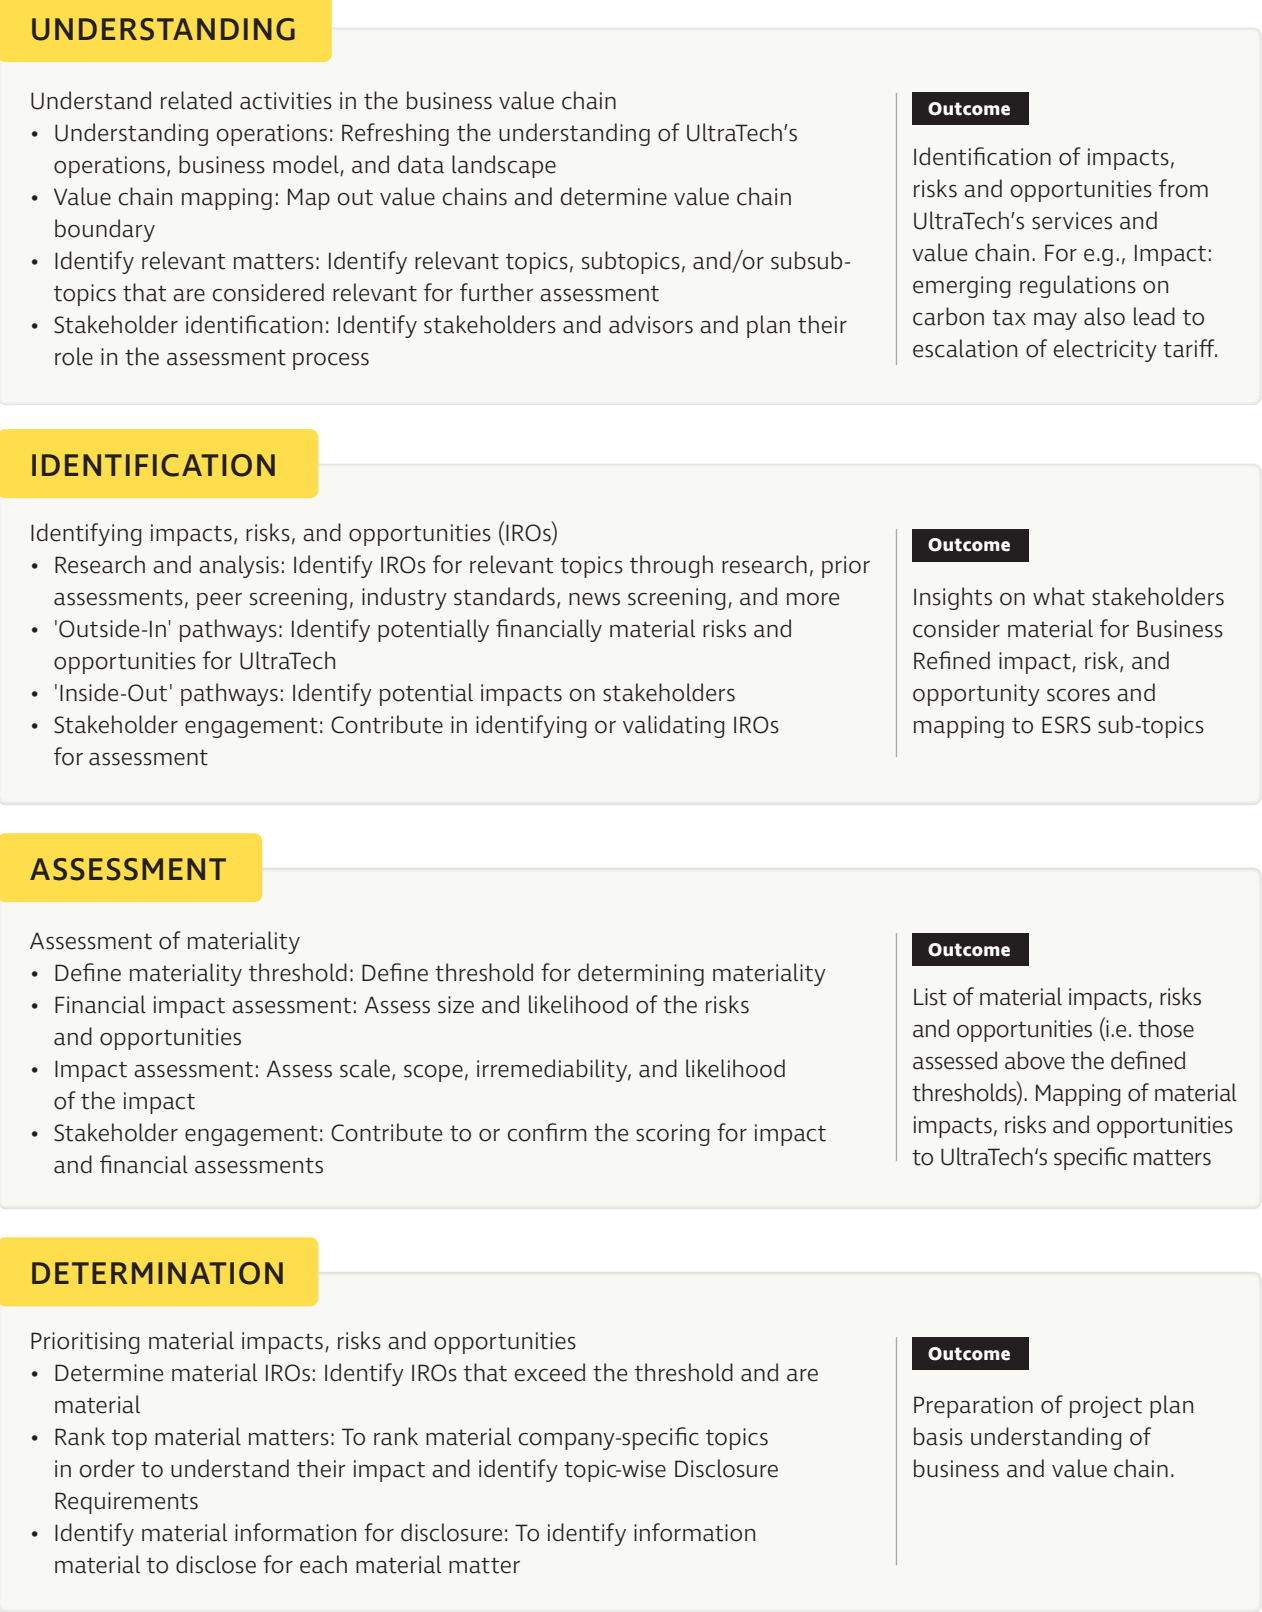 UNDERSTANDING
Understand related activities in the business value chain
• Understanding operations: Refreshing the understanding of UltraTech's
operations, business model, and data landscape
• Value chain mapping: Map out value chains and determine value chain
boundary
• Identify relevant matters: Identify relevant topics, subtopics, and/or subsub-
topics that are considered relevant for further assessment
• Stakeholder identification: Identify stakeholders and advisors and plan their
role in the assessment process
Outcome
Identification of impacts,
risks and opportunities from
UltraTech's services and
value chain. For e.g., Impact:
emerging regulations on
carbon tax may also lead to
escalation of electricity tariff.
IDENTIFICATION
Identifying impacts, risks, and opportunities (IROs)
• Research and analysis: Identify IROs for relevant topics through research, prior
assessments, peer screening, industry standards, news screening, and more
• 'Outside-In' pathways: Identify potentially financially material risks and
opportunities for UltraTech
• 'Inside-Out' pathways: Identify potential impacts on stakeholders
• Stakeholder engagement: Contribute in identifying or validating IROs
for assessment
Outcome
Insights on what stakeholders
consider material for Business
Refined impact, risk, and
opportunity scores and
mapping to ESRS sub-topics
ASSESSMENT
Assessment of materiality
• Define materiality threshold: Define threshold for determining materiality
• Financial impact assessment: Assess size and likelihood of the risks
and opportunities
• Impact assessment: Assess scale, scope, irremediability, and likelihood
of the impact
• Stakeholder engagement: Contribute to or confirm the scoring for impact
and financial assessments
Outcome
List of material impacts, risks
and opportunities (i.e. those
assessed above the defined
thresholds). Mapping of material
impacts, risks and opportunities
to UltraTech's specific matters
DETERMINATION
Prioritising material impacts, risks and opportunities
• Determine material IROs: Identify IROs that exceed the threshold and are
material
• Rank top material matters: To rank material company-specific topics
in order to understand their impact and identify topic-wise Disclosure
Requirements
• Identify material information for disclosure: To identify information
material to disclose for each material matter
Outcome
Preparation of project plan
basis understanding of
business and value chain.